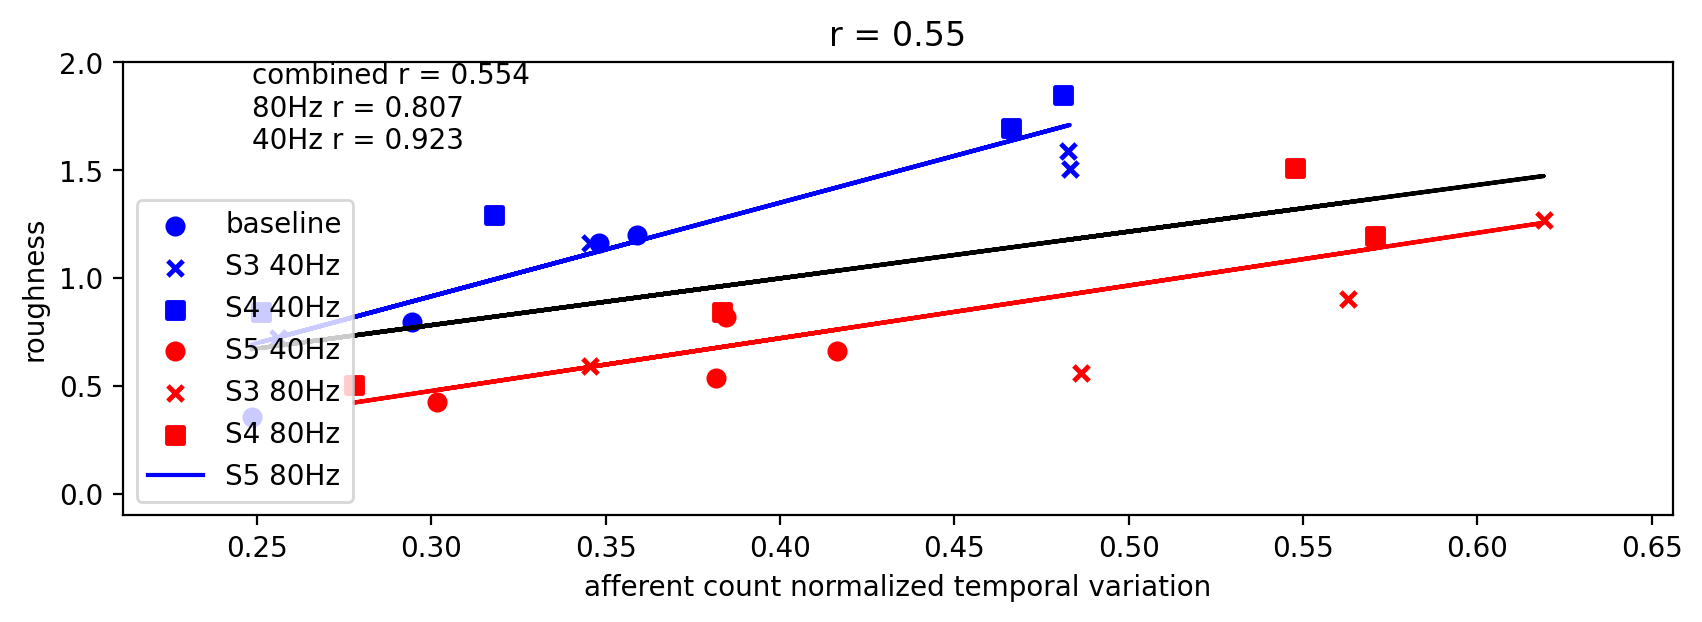 r = 0.55
combined r = 0.554
80Hz r = 0.807
40Hz r = 0.923
2.0
1.5
1.0
0.5
0.0
roughness
baseline
S3 40Hz
S4 40Hz
S5 40Hz
S3 80Hz
S4 80Hz
S5 80Hz
0.25 0.30 0.35 0.40 0.45 0.50 0.55 0.60 0.65
afferent count normalized temporal variation